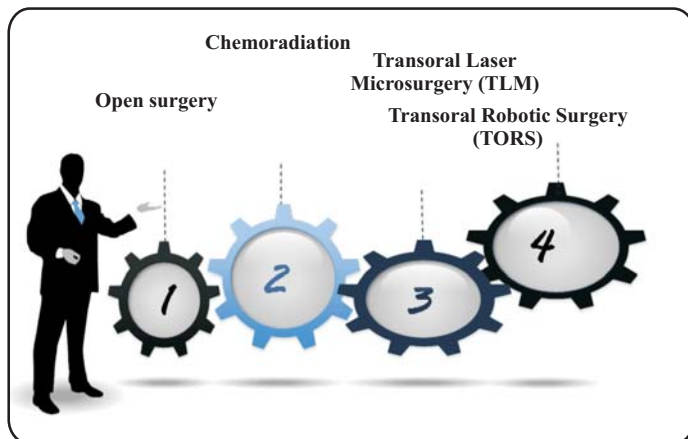 Chemoradiation
Transoral Laser
Microsurgery (TLM)
Open surgery
Transoral Robotic Surgery
(TORS)
1
2
3
4